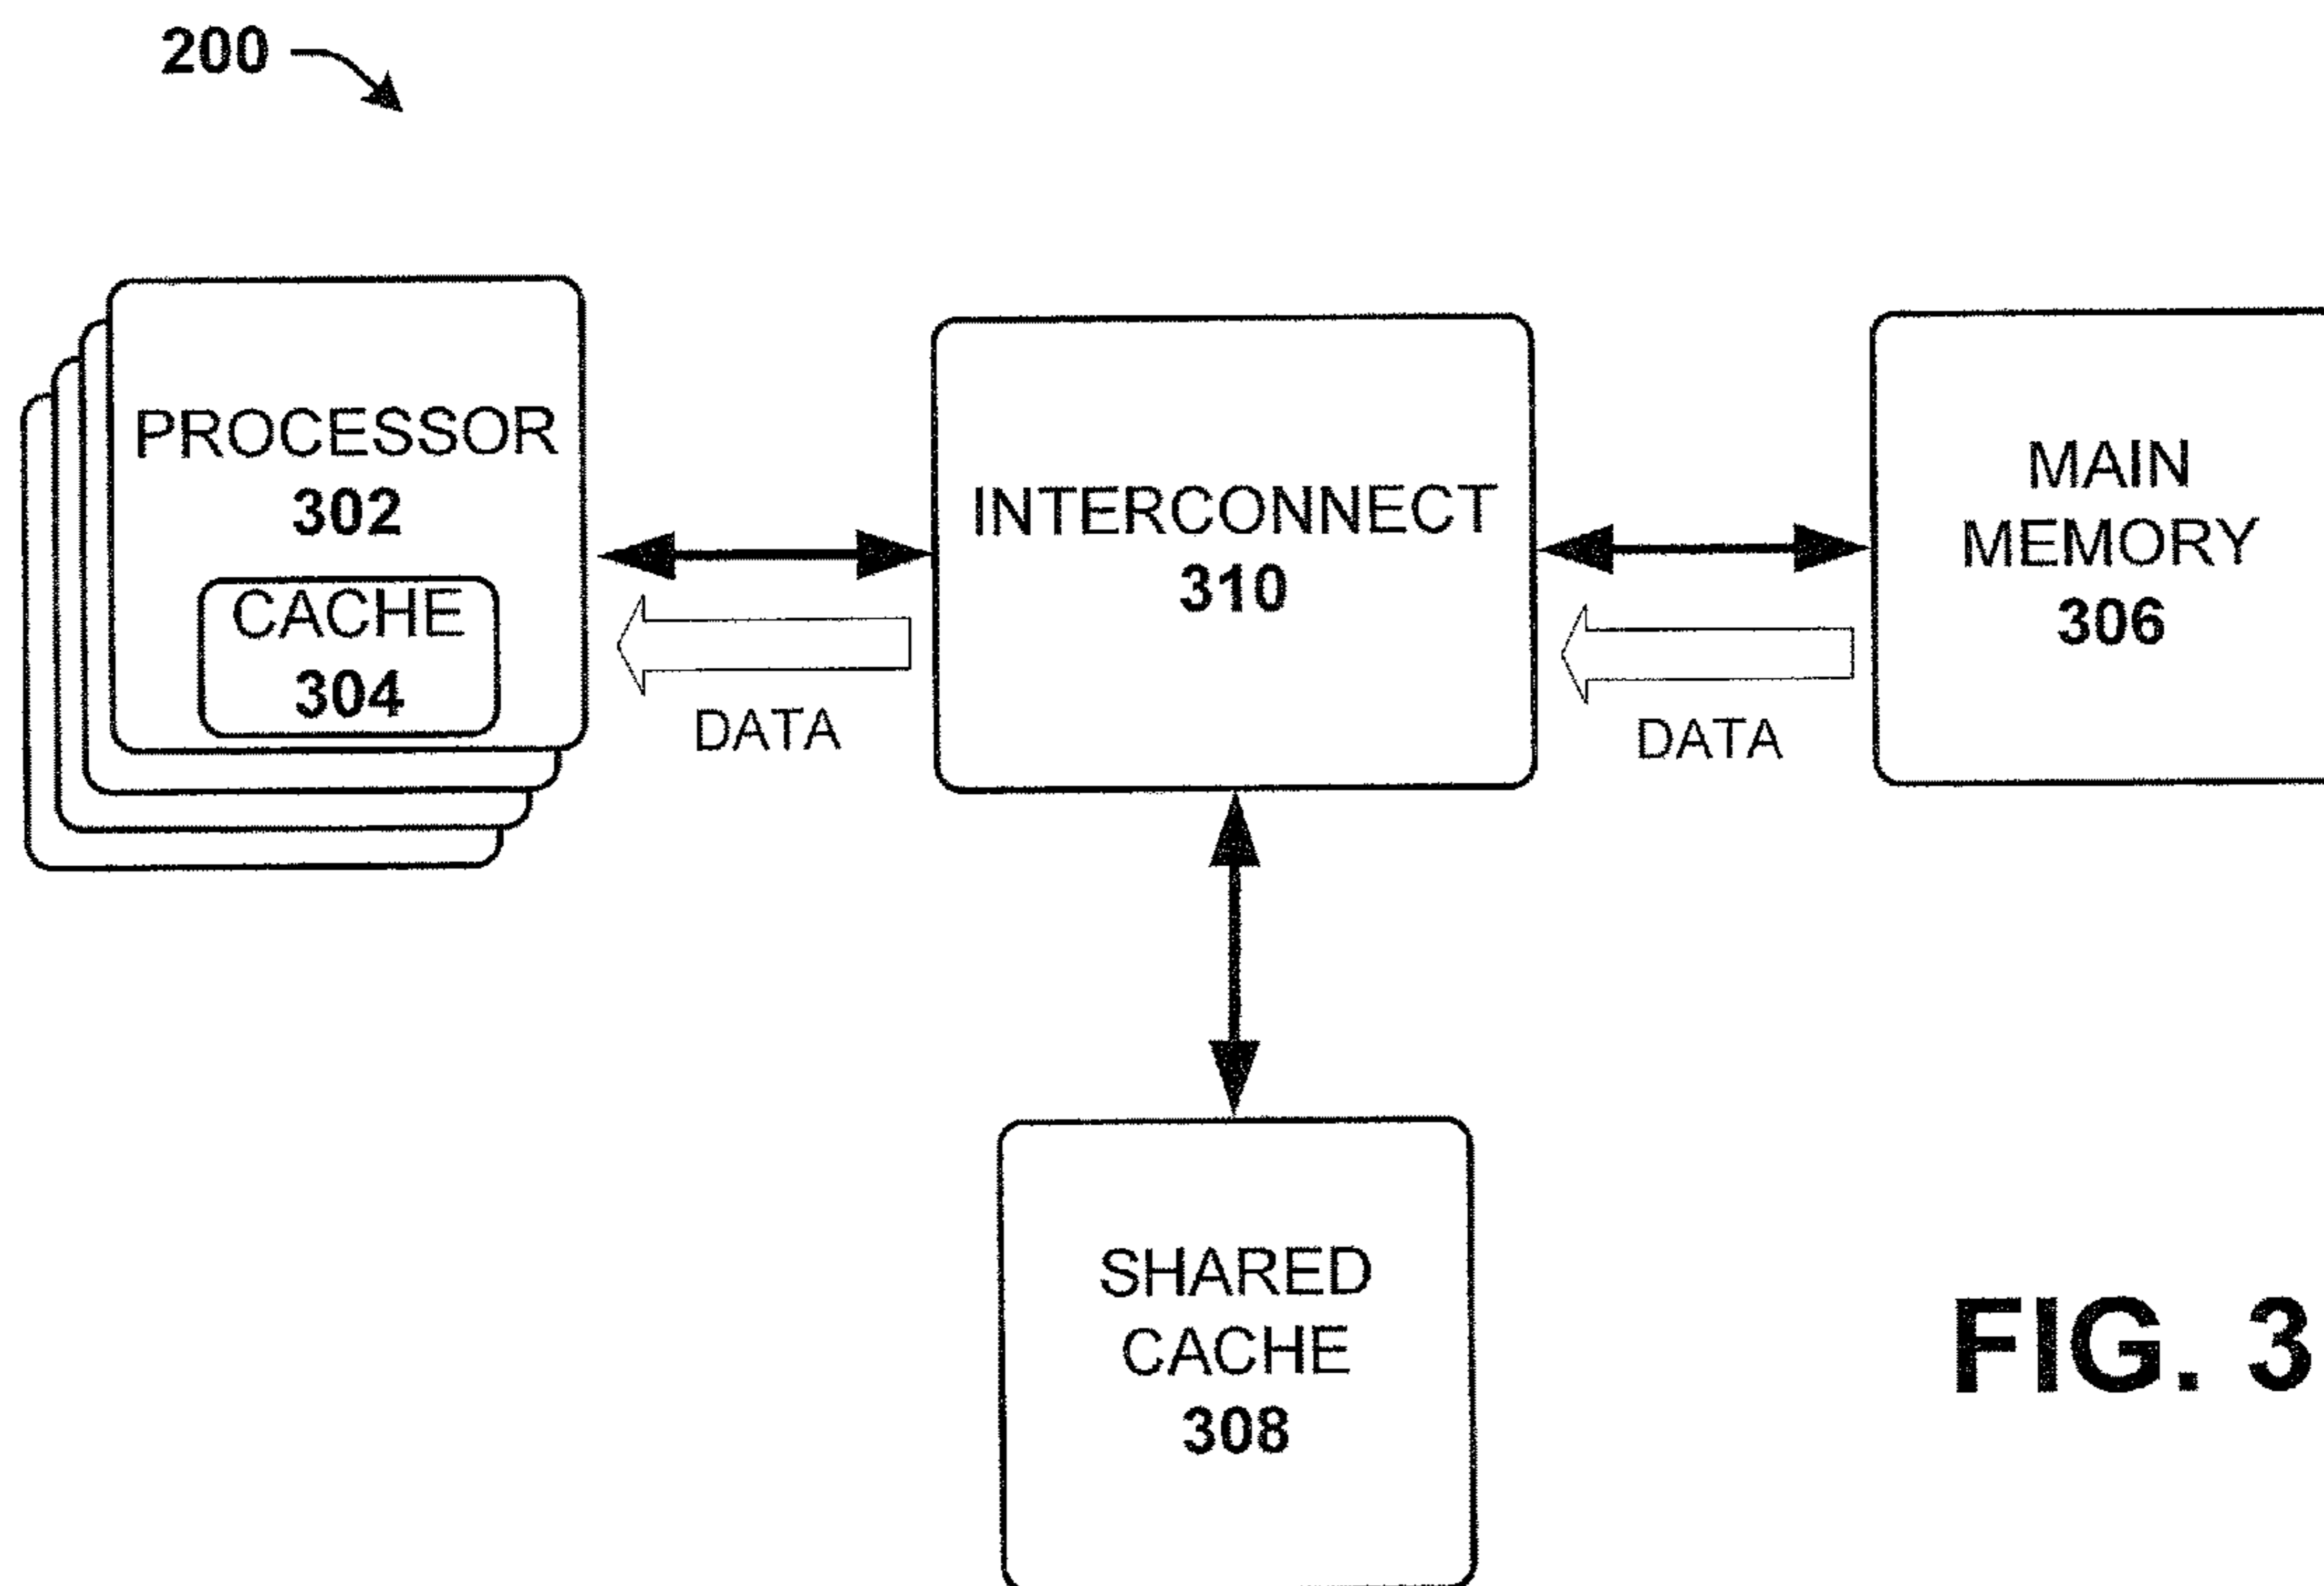 200
PROCESSOR
302
CACHE
304
DATA
INTERCONNECT
310
DATA
MAIN
MEMORY
306
SHARED
CACHE
308
FIG. 3